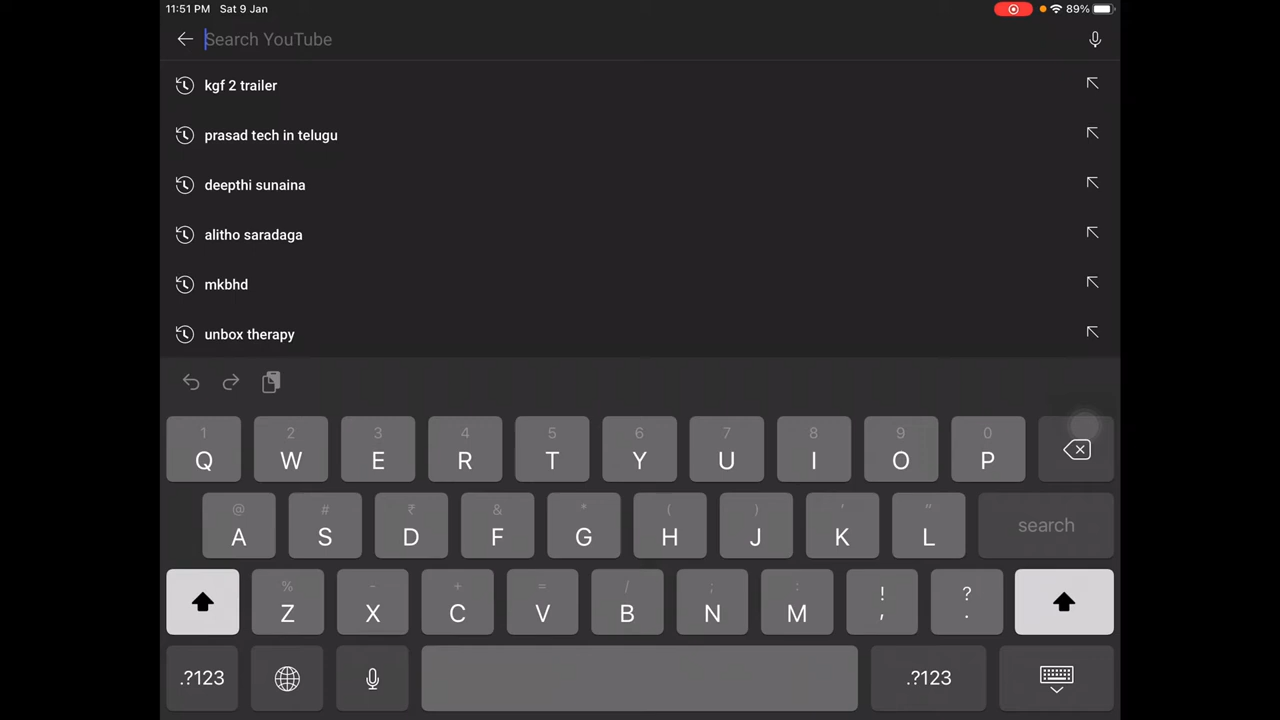 11:51 PM Sat 9 Jan 89%
Search YouTube
kgf 2 trailer
prasad tech in telugu
deepthi sunaina
alitho saradaga
mkbhd
unbox therapy
1 2 3 4 5 6 7 8 9 0
Q W E R T Y U I O P
@ # ₹ & * ( ) ' "
A S D F G H J K L search
% - + = / ; : ! ?
Z X C V B N M , .
.?123 .?123